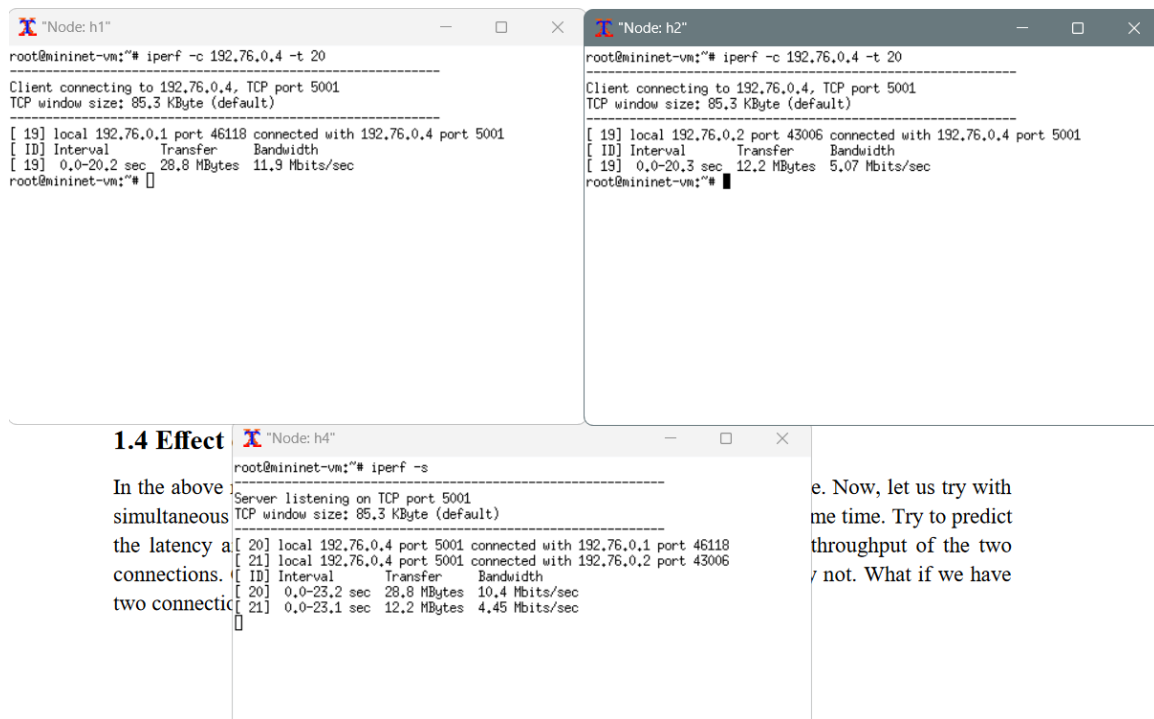 "Node: h1"
root@mininet-vm:~# iperf -c 192.76.0.4 -t 20
------------------------------------------------------------
Client connecting to 192.76.0.4, TCP port 5001
TCP window size: 85.3 KByte (default)
------------------------------------------------------------
[ 19] local 192.76.0.1 port 46118 connected with 192.76.0.4 port 5001
[ ID] Interval       Transfer     Bandwidth
[ 19]  0.0-20.2 sec  28.8 MBytes  11.9 Mbits/sec
root@mininet-vm:~#
"Node: h2"
root@mininet-vm:~# iperf -c 192.76.0.4 -t 20
------------------------------------------------------------
Client connecting to 192.76.0.4, TCP port 5001
TCP window size: 85.3 KByte (default)
------------------------------------------------------------
[ 19] local 192.76.0.2 port 43006 connected with 192.76.0.4 port 5001
[ ID] Interval       Transfer     Bandwidth
[ 19]  0.0-20.3 sec  12.2 MBytes  5.07 Mbits/sec
root@mininet-vm:~#
1.4 Effect
In the above
e. Now, let us try with
simultaneous
me time. Try to predict
the latency a
throughput of the two
connections.
not. What if we have
two connectio
"Node: h4"
root@mininet-vm:~# iperf -s
------------------------------------------------------------
Server listening on TCP port 5001
TCP window size: 85.3 KByte (default)
------------------------------------------------------------
[ 20] local 192.76.0.4 port 5001 connected with 192.76.0.1 port 46118
[ 21] local 192.76.0.4 port 5001 connected with 192.76.0.2 port 43006
[ ID] Interval       Transfer     Bandwidth
[ 20]  0.0-23.2 sec  28.8 MBytes  10.4 Mbits/sec
[ 21]  0.0-23.1 sec  12.2 MBytes  4.45 Mbits/sec